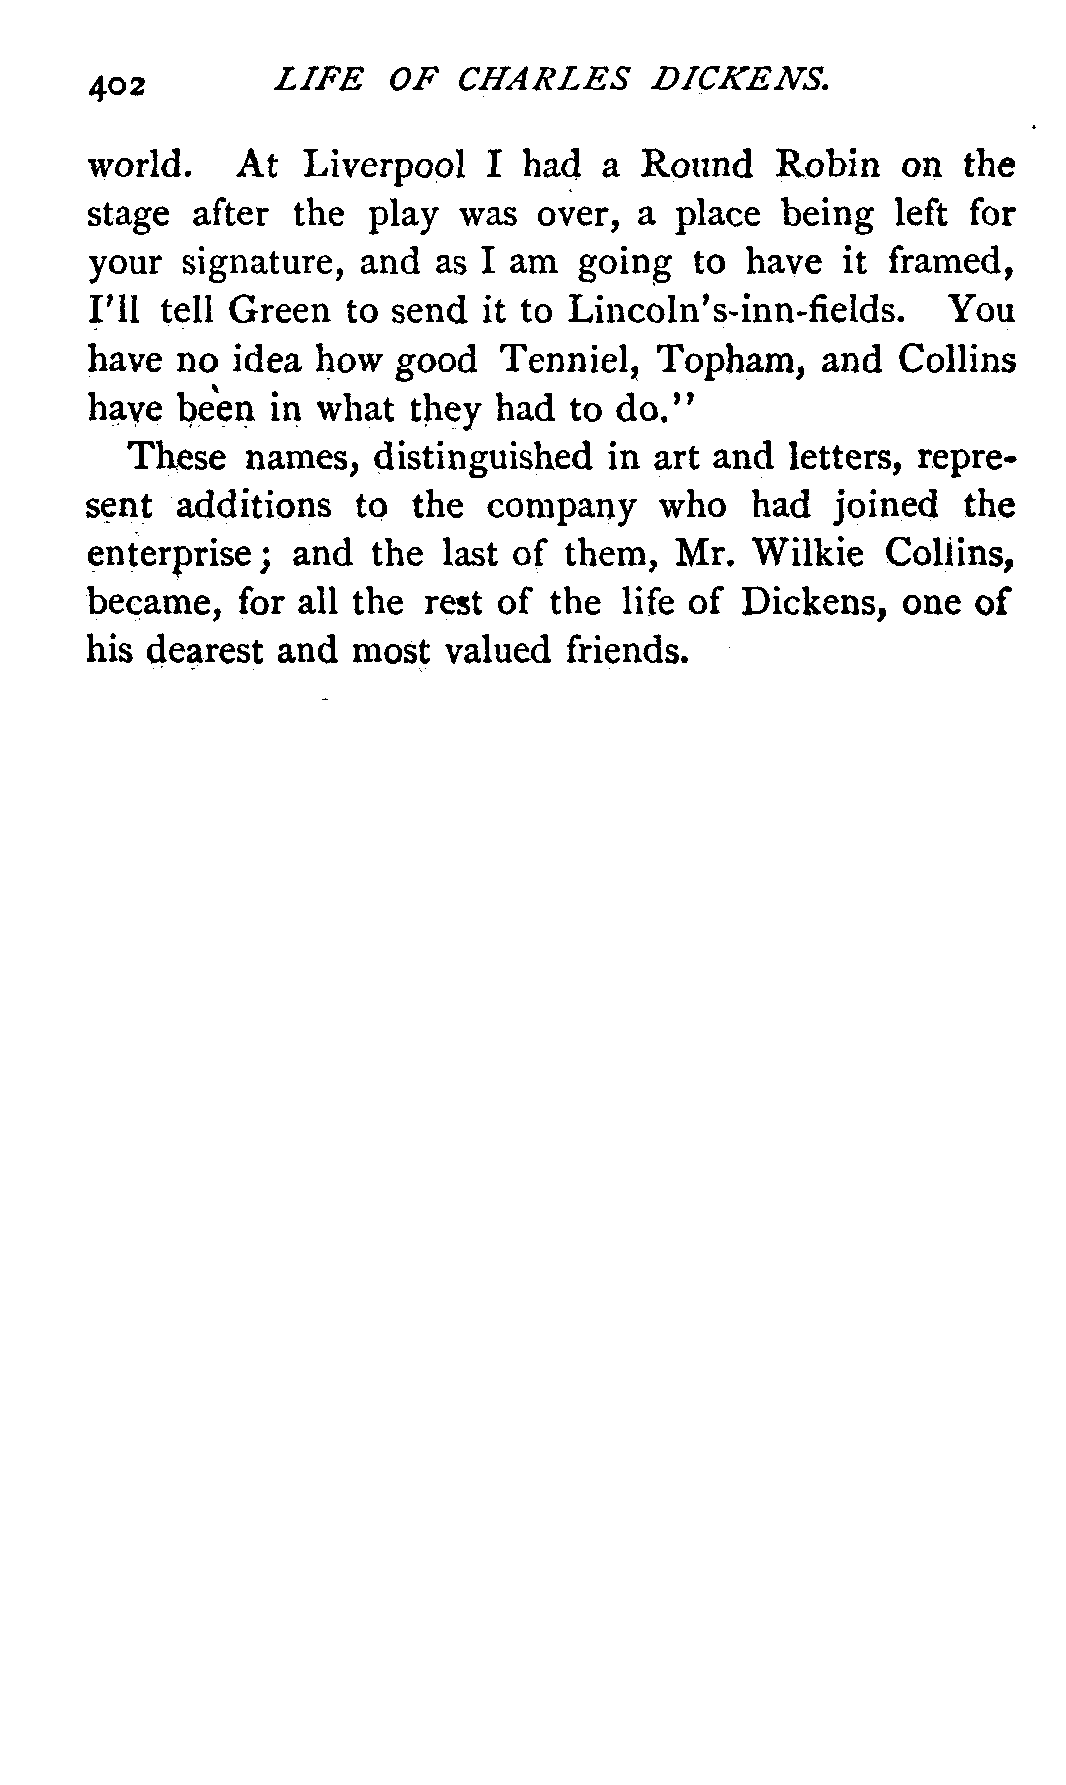 402 LIFE OF CHARLES DICKENS.
world. At Liverpool I had a Round Robin on the
stage after the play was over, a place being left for
your signature, and as I am going to have it framed,
I'll tell Green to send it to Lincoln's-inn-fields. You
have no idea how good Tenniel, Topham, and Collins
have been in what they had to do."
These names, distinguished in art and letters, repre-
sent additions to the company who had joined the
enterprise; and the last of them, Mr. Wilkie Collins,
became, for all the rest of the life of Dickens, one of
his dearest and most valued friends.